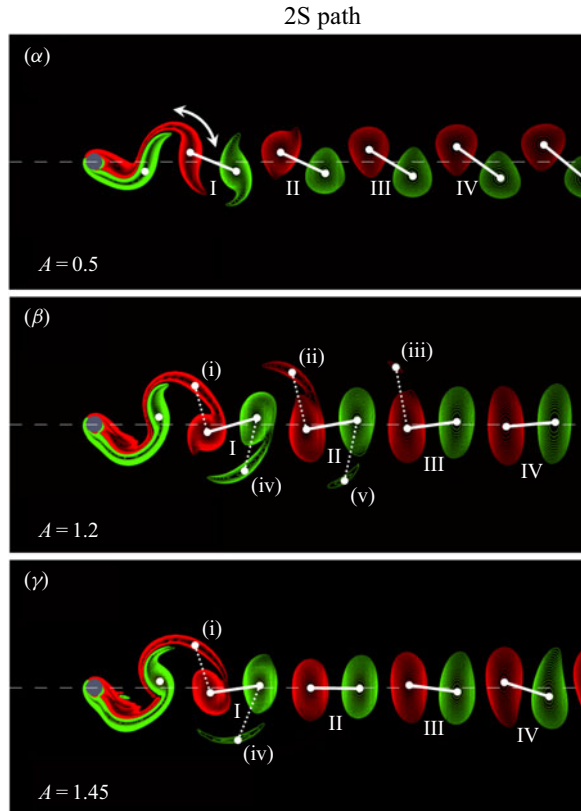 2S path
(α)
I
II
III
IV
A = 0.5
(β)
(i)
(ii)
(iii)
I
II
III
IV
(iv)
(v)
A = 1.2
(γ)
(i)
I
II
III
IV
(iv)
A = 1.45